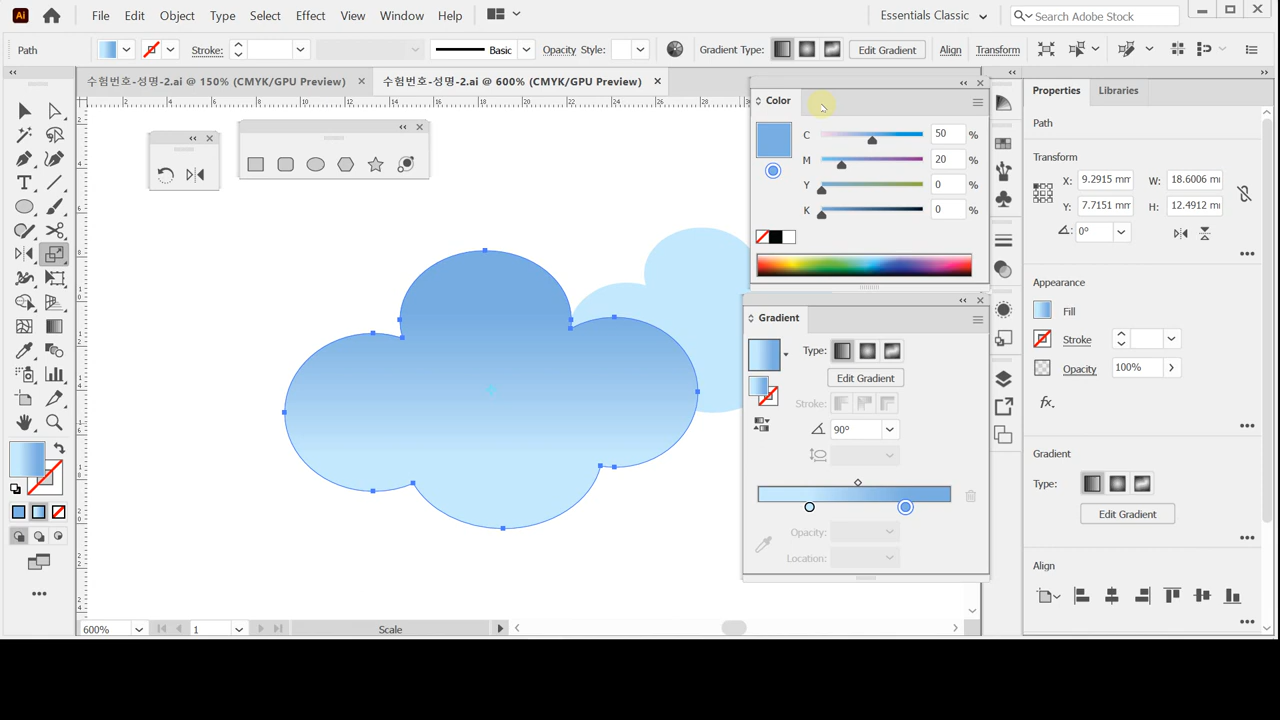 Ai File Edit Object Type Select Effect View Window Help Essentials Classic Search Adobe Stock
Path Stroke: Basic Opacity Style: Gradient Type: Edit Gradient Align Transform
수험번호-성명-2.ai @ 150% (CMYK/GPU Preview) 수험번호-성명-2.ai @ 600% (CMYK/GPU Preview)
Color
C 50 %
M 20 %
Y 0 %
K 0 %
Gradient
Type:
Edit Gradient
Stroke:
90°
Opacity:
Location:
Properties Libraries
Path
Transform
X: 9.2915 mm W: 18.6006 mm
Y: 7.7151 mm H: 12.4912 mm
0°
Appearance
Fill
Stroke
Opacity 100%
fx.
Gradient
Type:
Edit Gradient
Align
600% 1 Scale